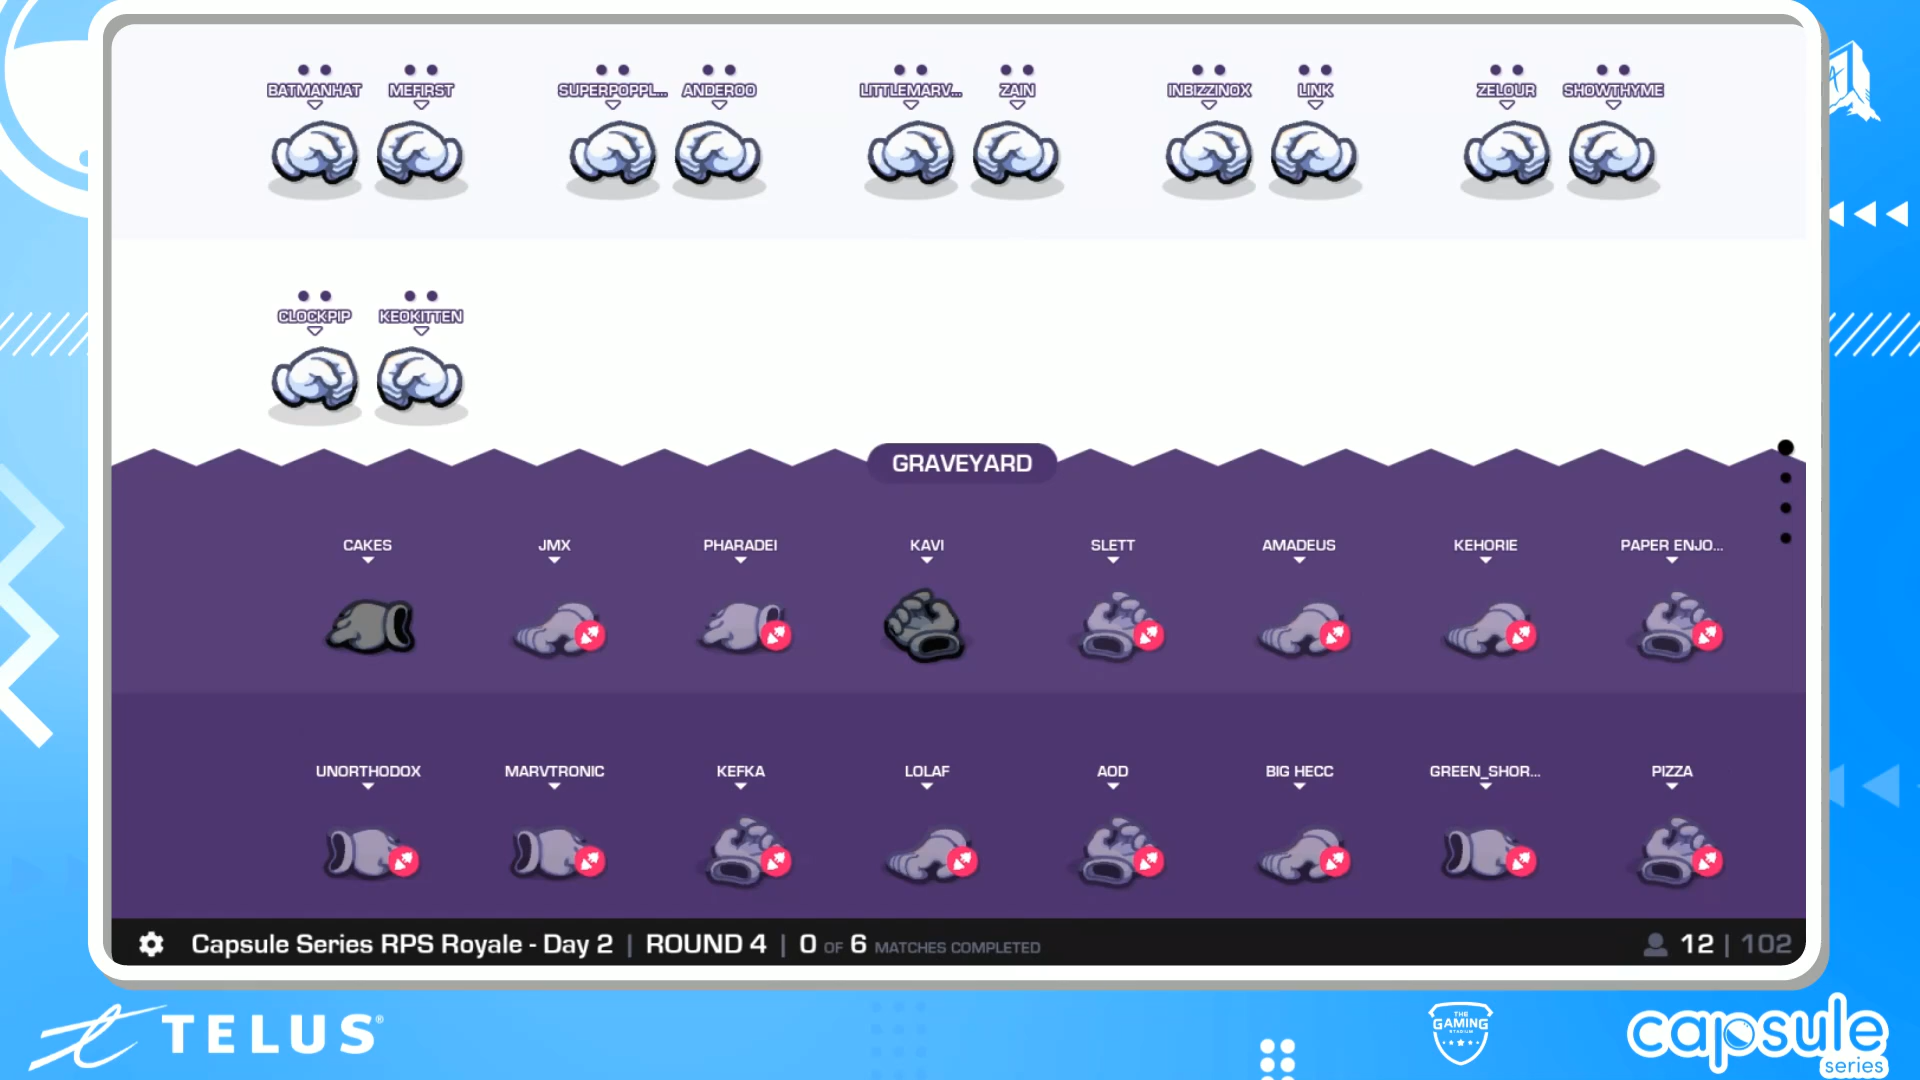 BATMANHAT MEFIRST SUPERPOPPL... ANDEROO LITTLEMARV... ZAIN INBIZZINOX LINK ZELOUR SHOWTHYME
CLOCKPIP KEOKITTEN
GRAVEYARD
CAKES JMX PHARADEI KAVI SLETT AMADEUS KEHORIE PAPER ENJO...
UNORTHODOX MARVTRONIC KEFKA LOLAF AOD BIG HECC GREEN_SHOR... PIZZA
Capsule Series RPS Royale - Day 2 | ROUND 4 | 0 OF 6 MATCHES COMPLETED 12 | 102
TELUS®
THE
GAMING
STADIUM
capsule
series